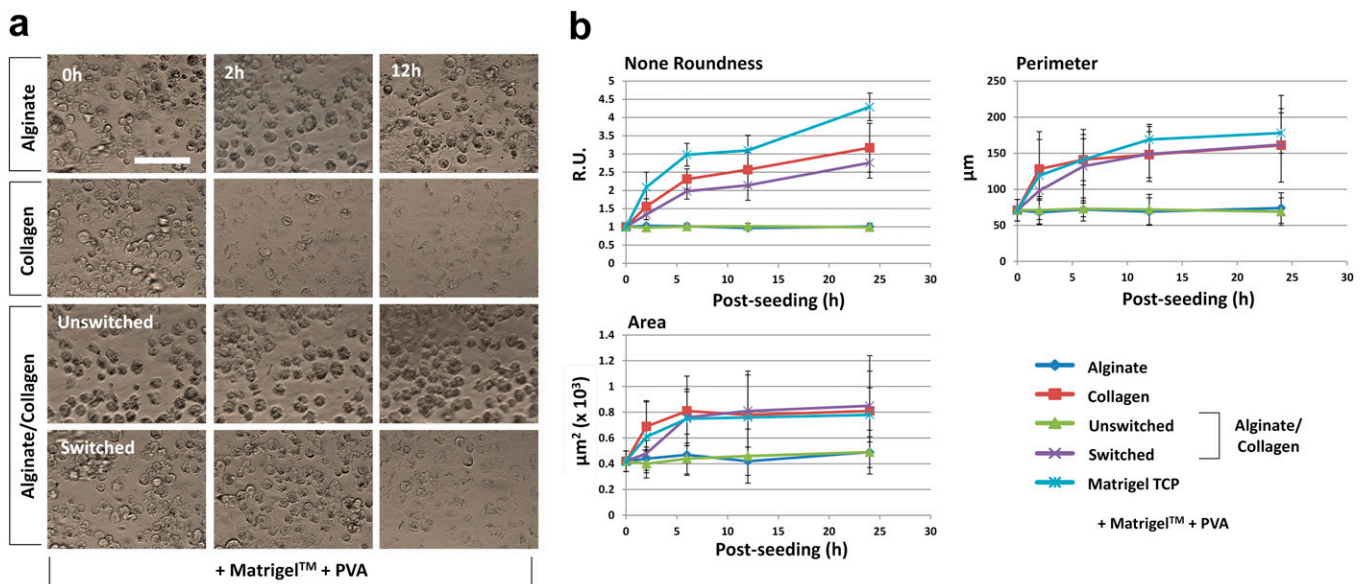 a
0h
2h
12h
Alginate
Collagen
Alginate/Collagen
Unswitched
Switched
+ Matrigel™ + PVA
b
None Roundness
R.U.
5
4.5
4
3.5
3
2.5
2
1.5
1
0.5
0
0 5 10 15 20 25 30
Post-seeding (h)
Perimeter
µm
250
200
150
100
50
0
0 5 10 15 20 25 30
Post-seeding (h)
Area
µm² (x 10³)
1.4
1.2
1
0.8
0.6
0.4
0.2
0
0 5 10 15 20 25 30
Post-seeding (h)
Alginate
Collagen
Unswitched
Switched
Alginate/
Collagen
Matrigel TCP
+ Matrigel™ + PVA